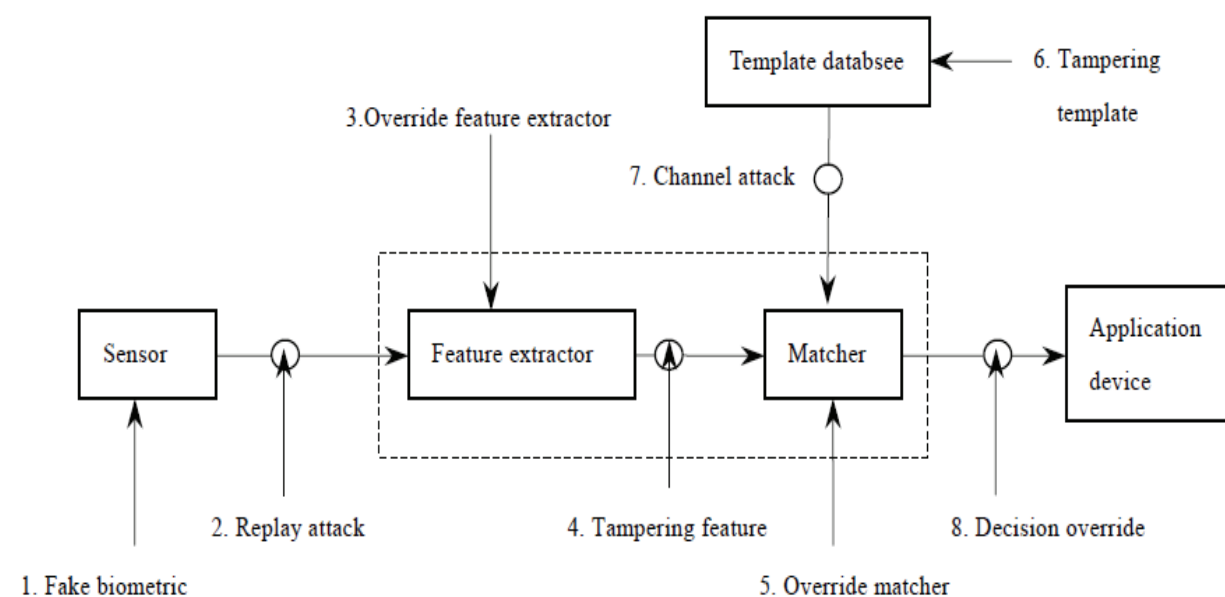 Template databsee
6. Tampering
template
3.Override feature extractor
7. Channel attack
Sensor
Feature extractor
Matcher
Application
device
2. Replay attack
4. Tampering feature
8. Decision override
1. Fake biometric
5. Override matcher